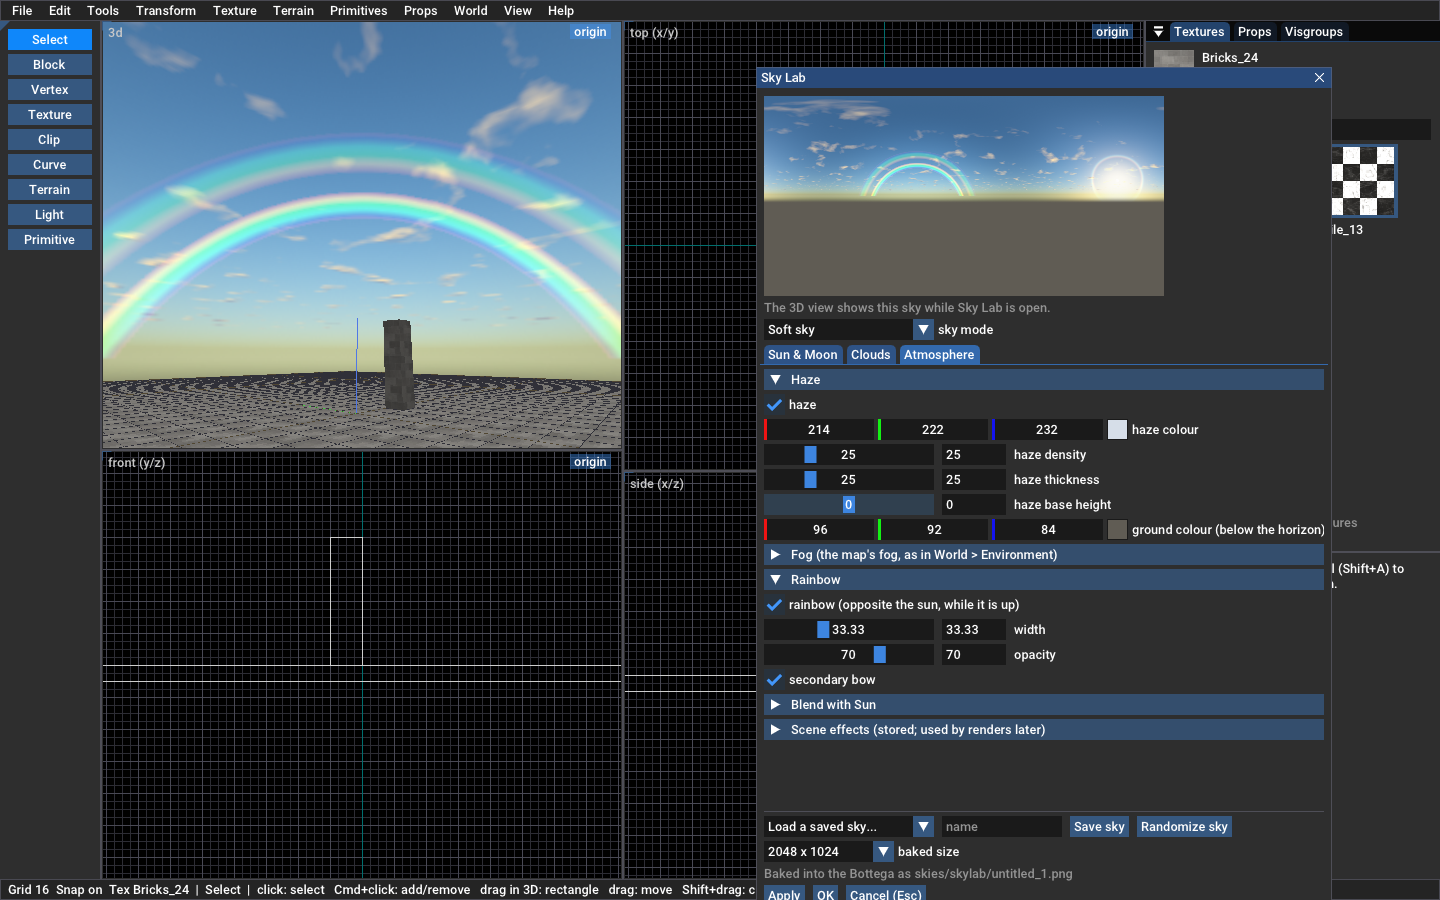 File Edit Tools Transform Texture Terrain Primitives Props World View Help
Select
Block
Vertex
Texture
Clip
Curve
Terrain
Light
Primitive
3d origin
top (x/y) origin
front (y/z) origin
side (x/z)
Textures Props Visgroups
Bricks_24
ile_13
ures
l (Shift+A) to
Sky Lab
The 3D view shows this sky while Sky Lab is open.
Soft sky sky mode
Sun & Moon Clouds Atmosphere
Haze
haze
214 222 232 haze colour
25 25 haze density
25 25 haze thickness
0 0 haze base height
96 92 84 ground colour (below the horizon)
Fog (the map's fog, as in World > Environment)
Rainbow
rainbow (opposite the sun, while it is up)
33.33 33.33 width
70 70 opacity
secondary bow
Blend with Sun
Scene effects (stored; used by renders later)
Load a saved sky... name Save sky Randomize sky
2048 x 1024 baked size
Baked into the Bottega as skies/skylab/untitled_1.png
Apply OK Cancel (Esc)
Grid 16 Snap on Tex Bricks_24 | Select | click: select Cmd+click: add/remove drag in 3D: rectangle drag: move Shift+drag: c